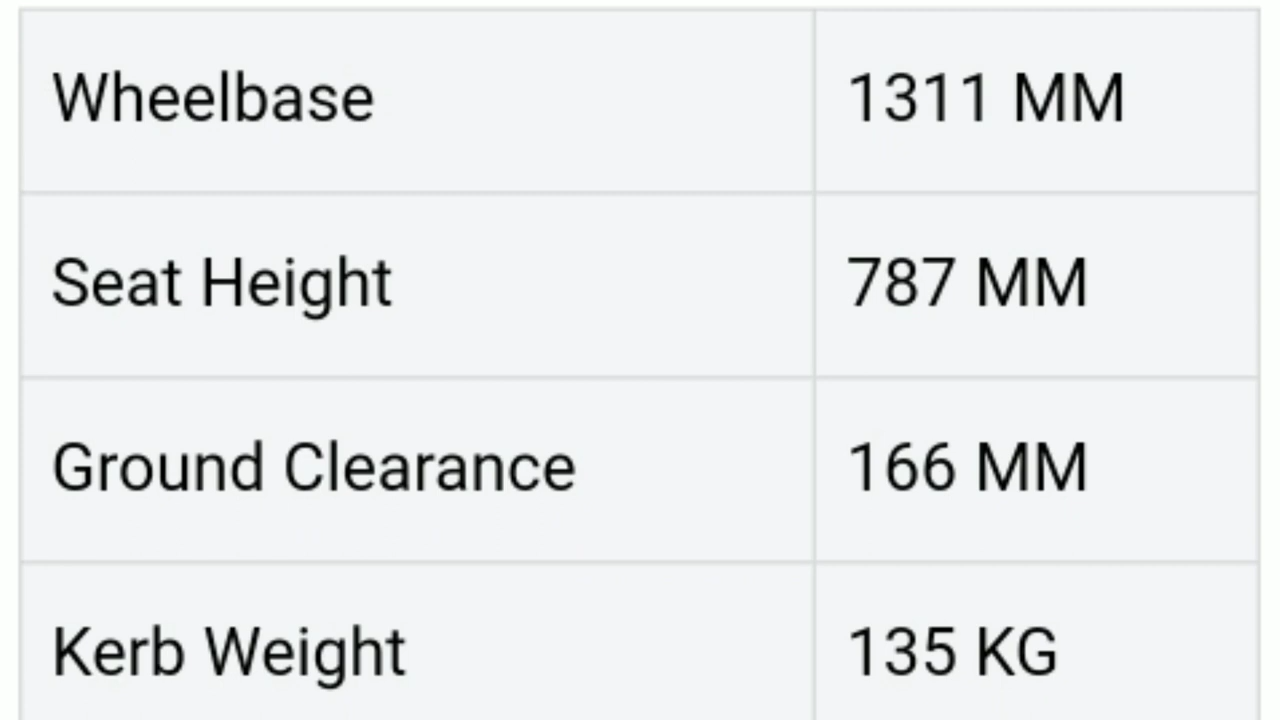 Wheelbase 1311 MM
Seat Height 787 MM
Ground Clearance 166 MM
Kerb Weight 135 KG